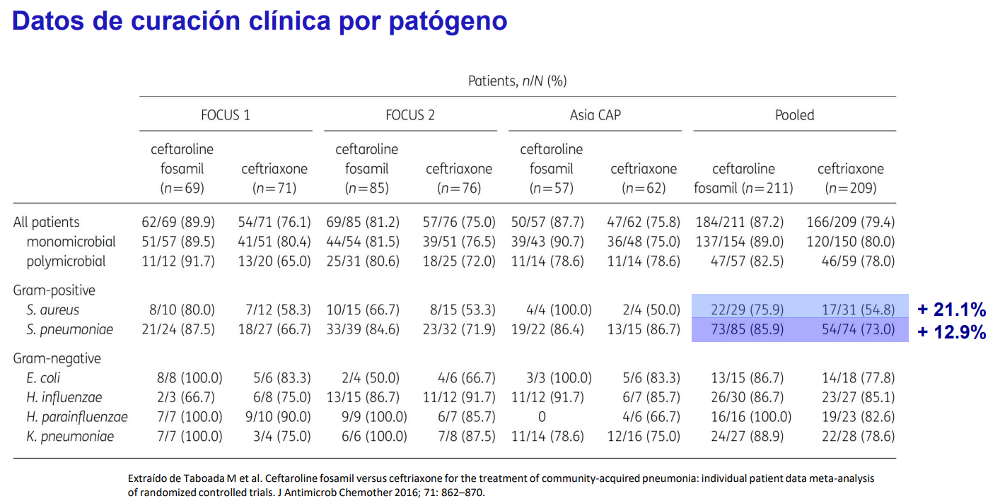 Datos de curación clínica por patógeno
Patients, n/N (%)
FOCUS 1 FOCUS 2 Asia CAP Pooled
ceftaroline ceftaroline ceftaroline
fosamil ceftriaxone fosamil ceftriaxone fosamil ceftriaxone ceftaroline ceftriaxone
(n=69) (n=71) (n=85) (n=76) (n=57) (n=62) fosamil (n=211) (n=209)
All patients 62/69 (89.9) 54/71 (76.1) 69/85 (81.2) 57/76 (75.0) 50/57 (87.7) 47/62 (75.8) 184/211 (87.2) 166/209 (79.4)
monomicrobial 51/57 (89.5) 41/51 (80.4) 44/54 (81.5) 39/51 (76.5) 39/43 (90.7) 36/48 (75.0) 137/154 (89.0) 120/150 (80.0)
polymicrobial 11/12 (91.7) 13/20 (65.0) 25/31 (80.6) 18/25 (72.0) 11/14 (78.6) 11/14 (78.6) 47/57 (82.5) 46/59 (78.0)
Gram-positive
S. aureus 8/10 (80.0) 7/12 (58.3) 10/15 (66.7) 8/15 (53.3) 4/4 (100.0) 2/4 (50.0) 22/29 (75.9) 17/31 (54.8) + 21.1%
S. pneumoniae 21/24 (87.5) 18/27 (66.7) 33/39 (84.6) 23/32 (71.9) 19/22 (86.4) 13/15 (86.7) 73/85 (85.9) 54/74 (73.0) + 12.9%
Gram-negative
E. coli 8/8 (100.0) 5/6 (83.3) 2/4 (50.0) 4/6 (66.7) 3/3 (100.0) 5/6 (83.3) 13/15 (86.7) 14/18 (77.8)
H. influenzae 2/3 (66.7) 6/8 (75.0) 13/15 (86.7) 11/12 (91.7) 11/12 (91.7) 6/7 (85.7) 26/30 (86.7) 23/27 (85.1)
H. parainfluenzae 7/7 (100.0) 9/10 (90.0) 9/9 (100.0) 6/7 (85.7) 0 4/6 (66.7) 16/16 (100.0) 19/23 (82.6)
K. pneumoniae 7/7 (100.0) 3/4 (75.0) 6/6 (100.0) 7/8 (87.5) 11/14 (78.6) 12/16 (75.0) 24/27 (88.9) 22/28 (78.6)
Extraído de Taboada M et al. Ceftaroline fosamil versus ceftriaxone for the treatment of community-acquired pneumonia: individual patient data meta-analysis
of randomized controlled trials. J Antimicrob Chemother 2016; 71: 862–870.